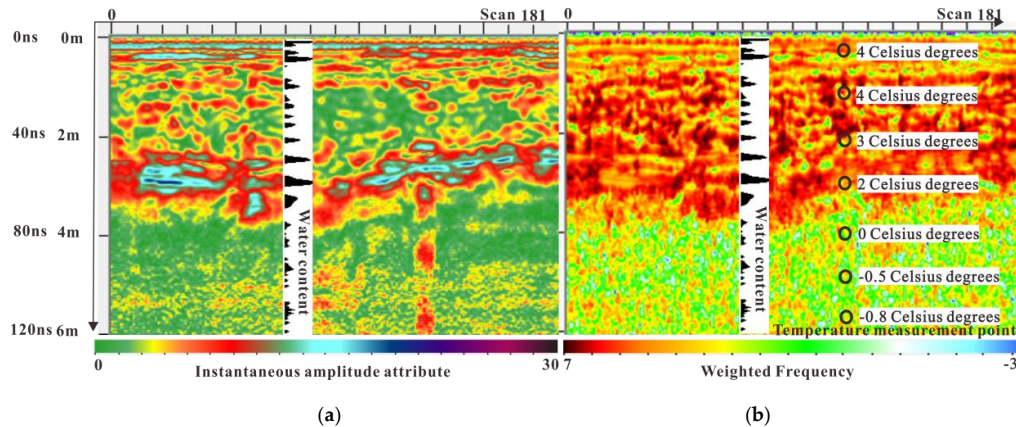 0 Scan 181
0ns 0m
40ns 2m
80ns 4m
120ns 6m
Water content
0 Instantaneous amplitude attribute 30
(a)
0 Scan 181
4 Celsius degrees
4 Celsius degrees
3 Celsius degrees
2 Celsius degrees
0 Celsius degrees
-0.5 Celsius degrees
-0.8 Celsius degrees
Temperature measurement point
Water content
7 Weighted Frequency -3
(b)